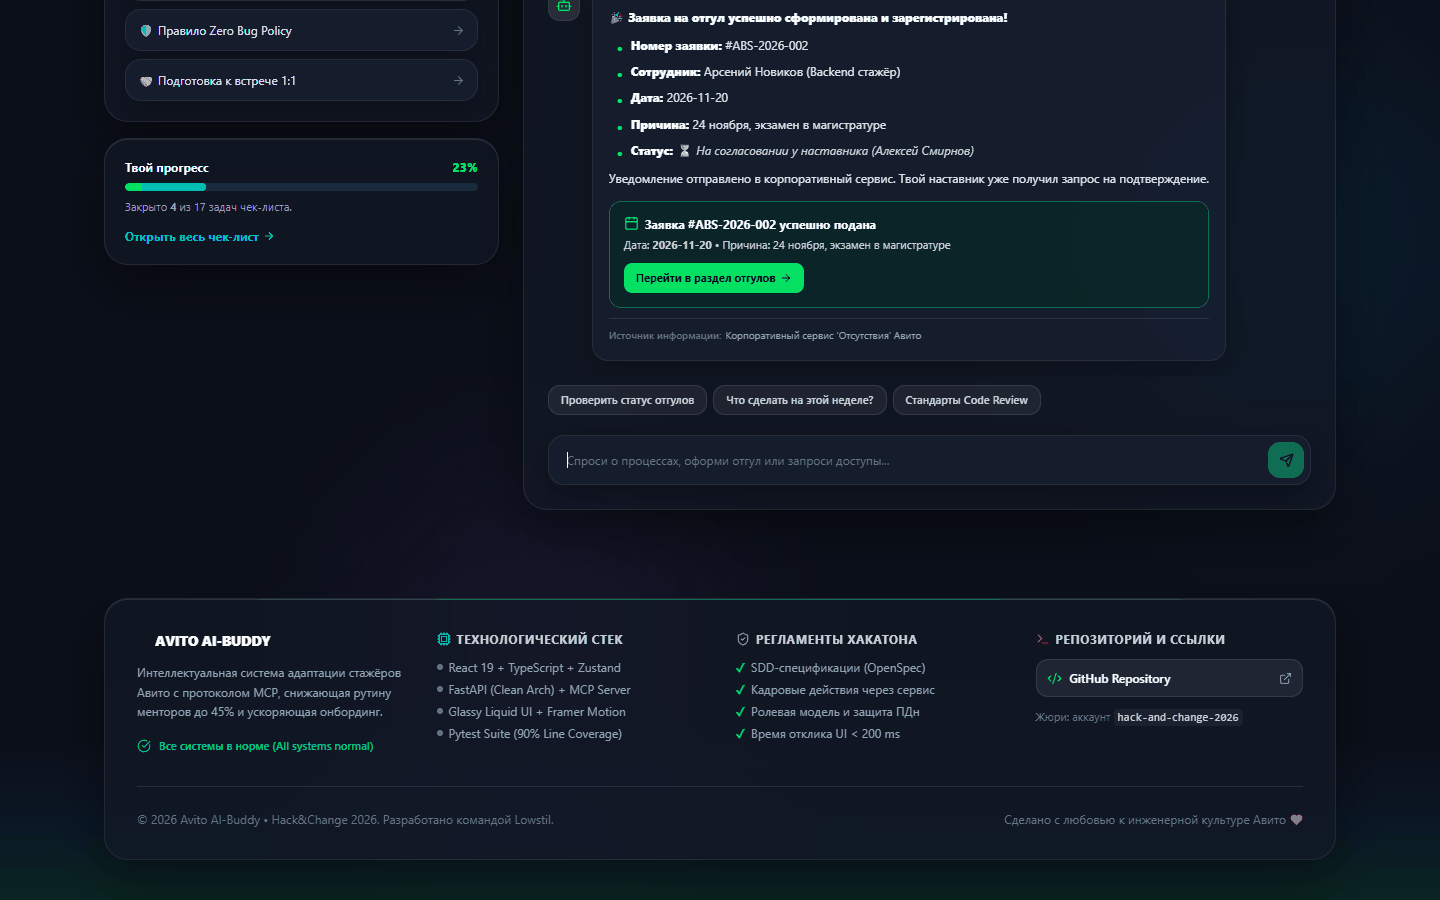 Правило Zero Bug Policy
Подготовка к встрече 1:1
Твой прогресс
23%
Закрыто 4 из 17 задач чек-листа.
Открыть весь чек-лист →
Заявка на отгул успешно сформирована и зарегистрирована!
Номер заявки: #ABS-2026-002
Сотрудник: Арсений Новиков (Backend стажёр)
Дата: 2026-11-20
Причина: 24 ноября, экзамен в магистратуре
Статус: ⏳ На согласовании у наставника (Алексей Смирнов)
Уведомление отправлено в корпоративный сервис. Твой наставник уже получил запрос на подтверждение.
Заявка #ABS-2026-002 успешно подана
Дата: 2026-11-20 • Причина: 24 ноября, экзамен в магистратуре
Перейти в раздел отгулов →
Источник информации: Корпоративный сервис 'Отсутствия' Авито
Проверить статус отгулов
Что сделать на этой неделе?
Стандарты Code Review
Спроси о процессах, оформи отгул или запроси доступы...
AVITO AI-BUDDY
Интеллектуальная система адаптации стажёров
Авито с протоколом MCP, снижающая рутину
менторов до 45% и ускоряющая онбординг.
Все системы в норме (All systems normal)
ТЕХНОЛОГИЧЕСКИЙ СТЕК
React 19 + TypeScript + Zustand
FastAPI (Clean Arch) + MCP Server
Glassy Liquid UI + Framer Motion
Pytest Suite (90% Line Coverage)
РЕГЛАМЕНТЫ ХАКАТОНА
✓ SDD-спецификации (OpenSpec)
✓ Кадровые действия через сервис
✓ Ролевая модель и защита ПДн
✓ Время отклика UI < 200 ms
РЕПОЗИТОРИЙ И ССЫЛКИ
GitHub Repository
Жюри: аккаунт hack-and-change-2026
© 2026 Avito AI-Buddy • Hack&Change 2026. Разработано командой Lowstil.
Сделано с любовью к инженерной культуре Авито